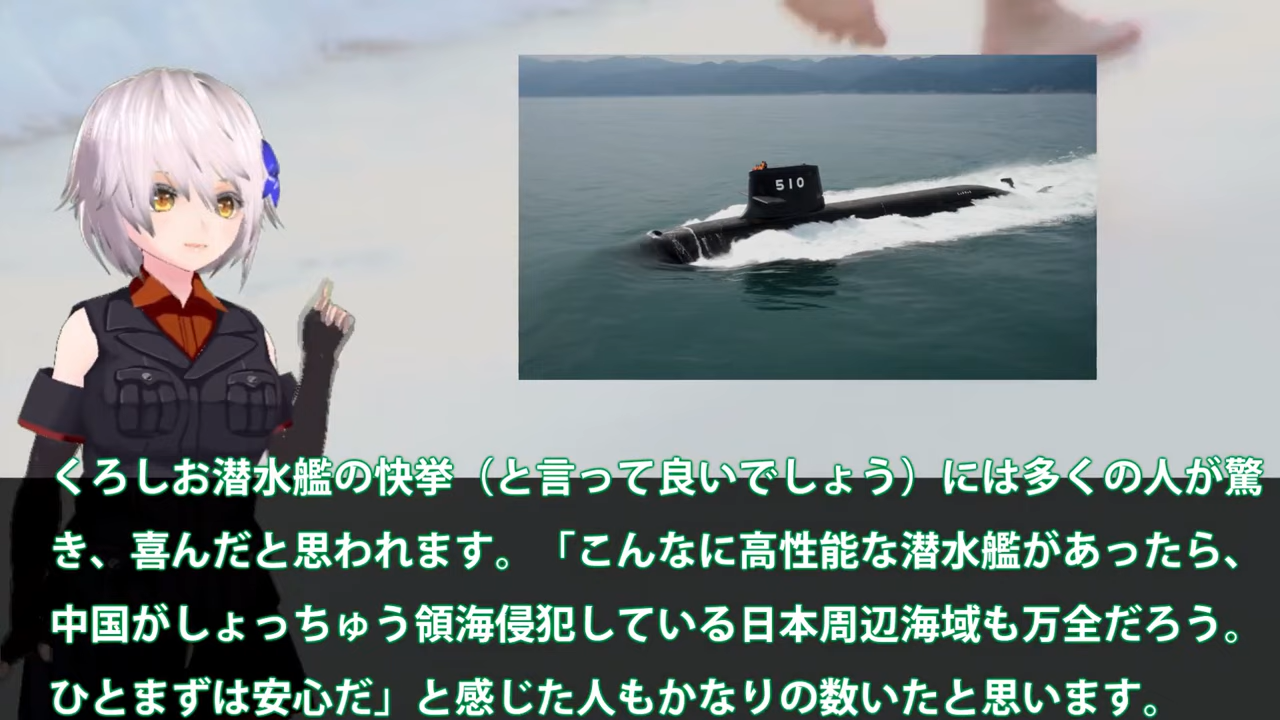 510
くろしお潜水艦の快挙（と言って良いでしょう）には多くの人が驚
き、喜んだと思われます。「こんなに高性能な潜水艦があったら、
中国がしょっちゅう領海侵犯している日本周辺海域も万全だろう。
ひとまずは安心だ」と感じた人もかなりの数いたと思います。